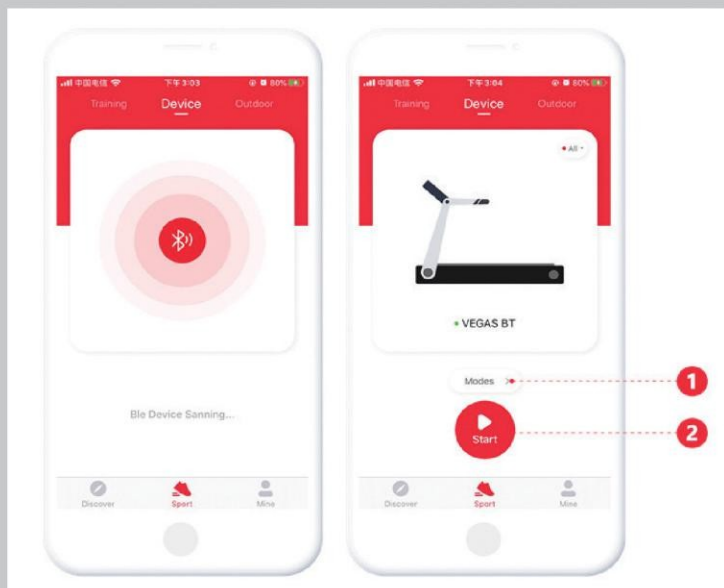 中国电信 下午3:03 80%
Training Device Outdoor
Ble Device Sanning...
Discover Sport Mine
中国电信 下午3:04 80%
Training Device Outdoor
All
VEGAS BT
Modes
1
Start
2
Discover Sport Mine